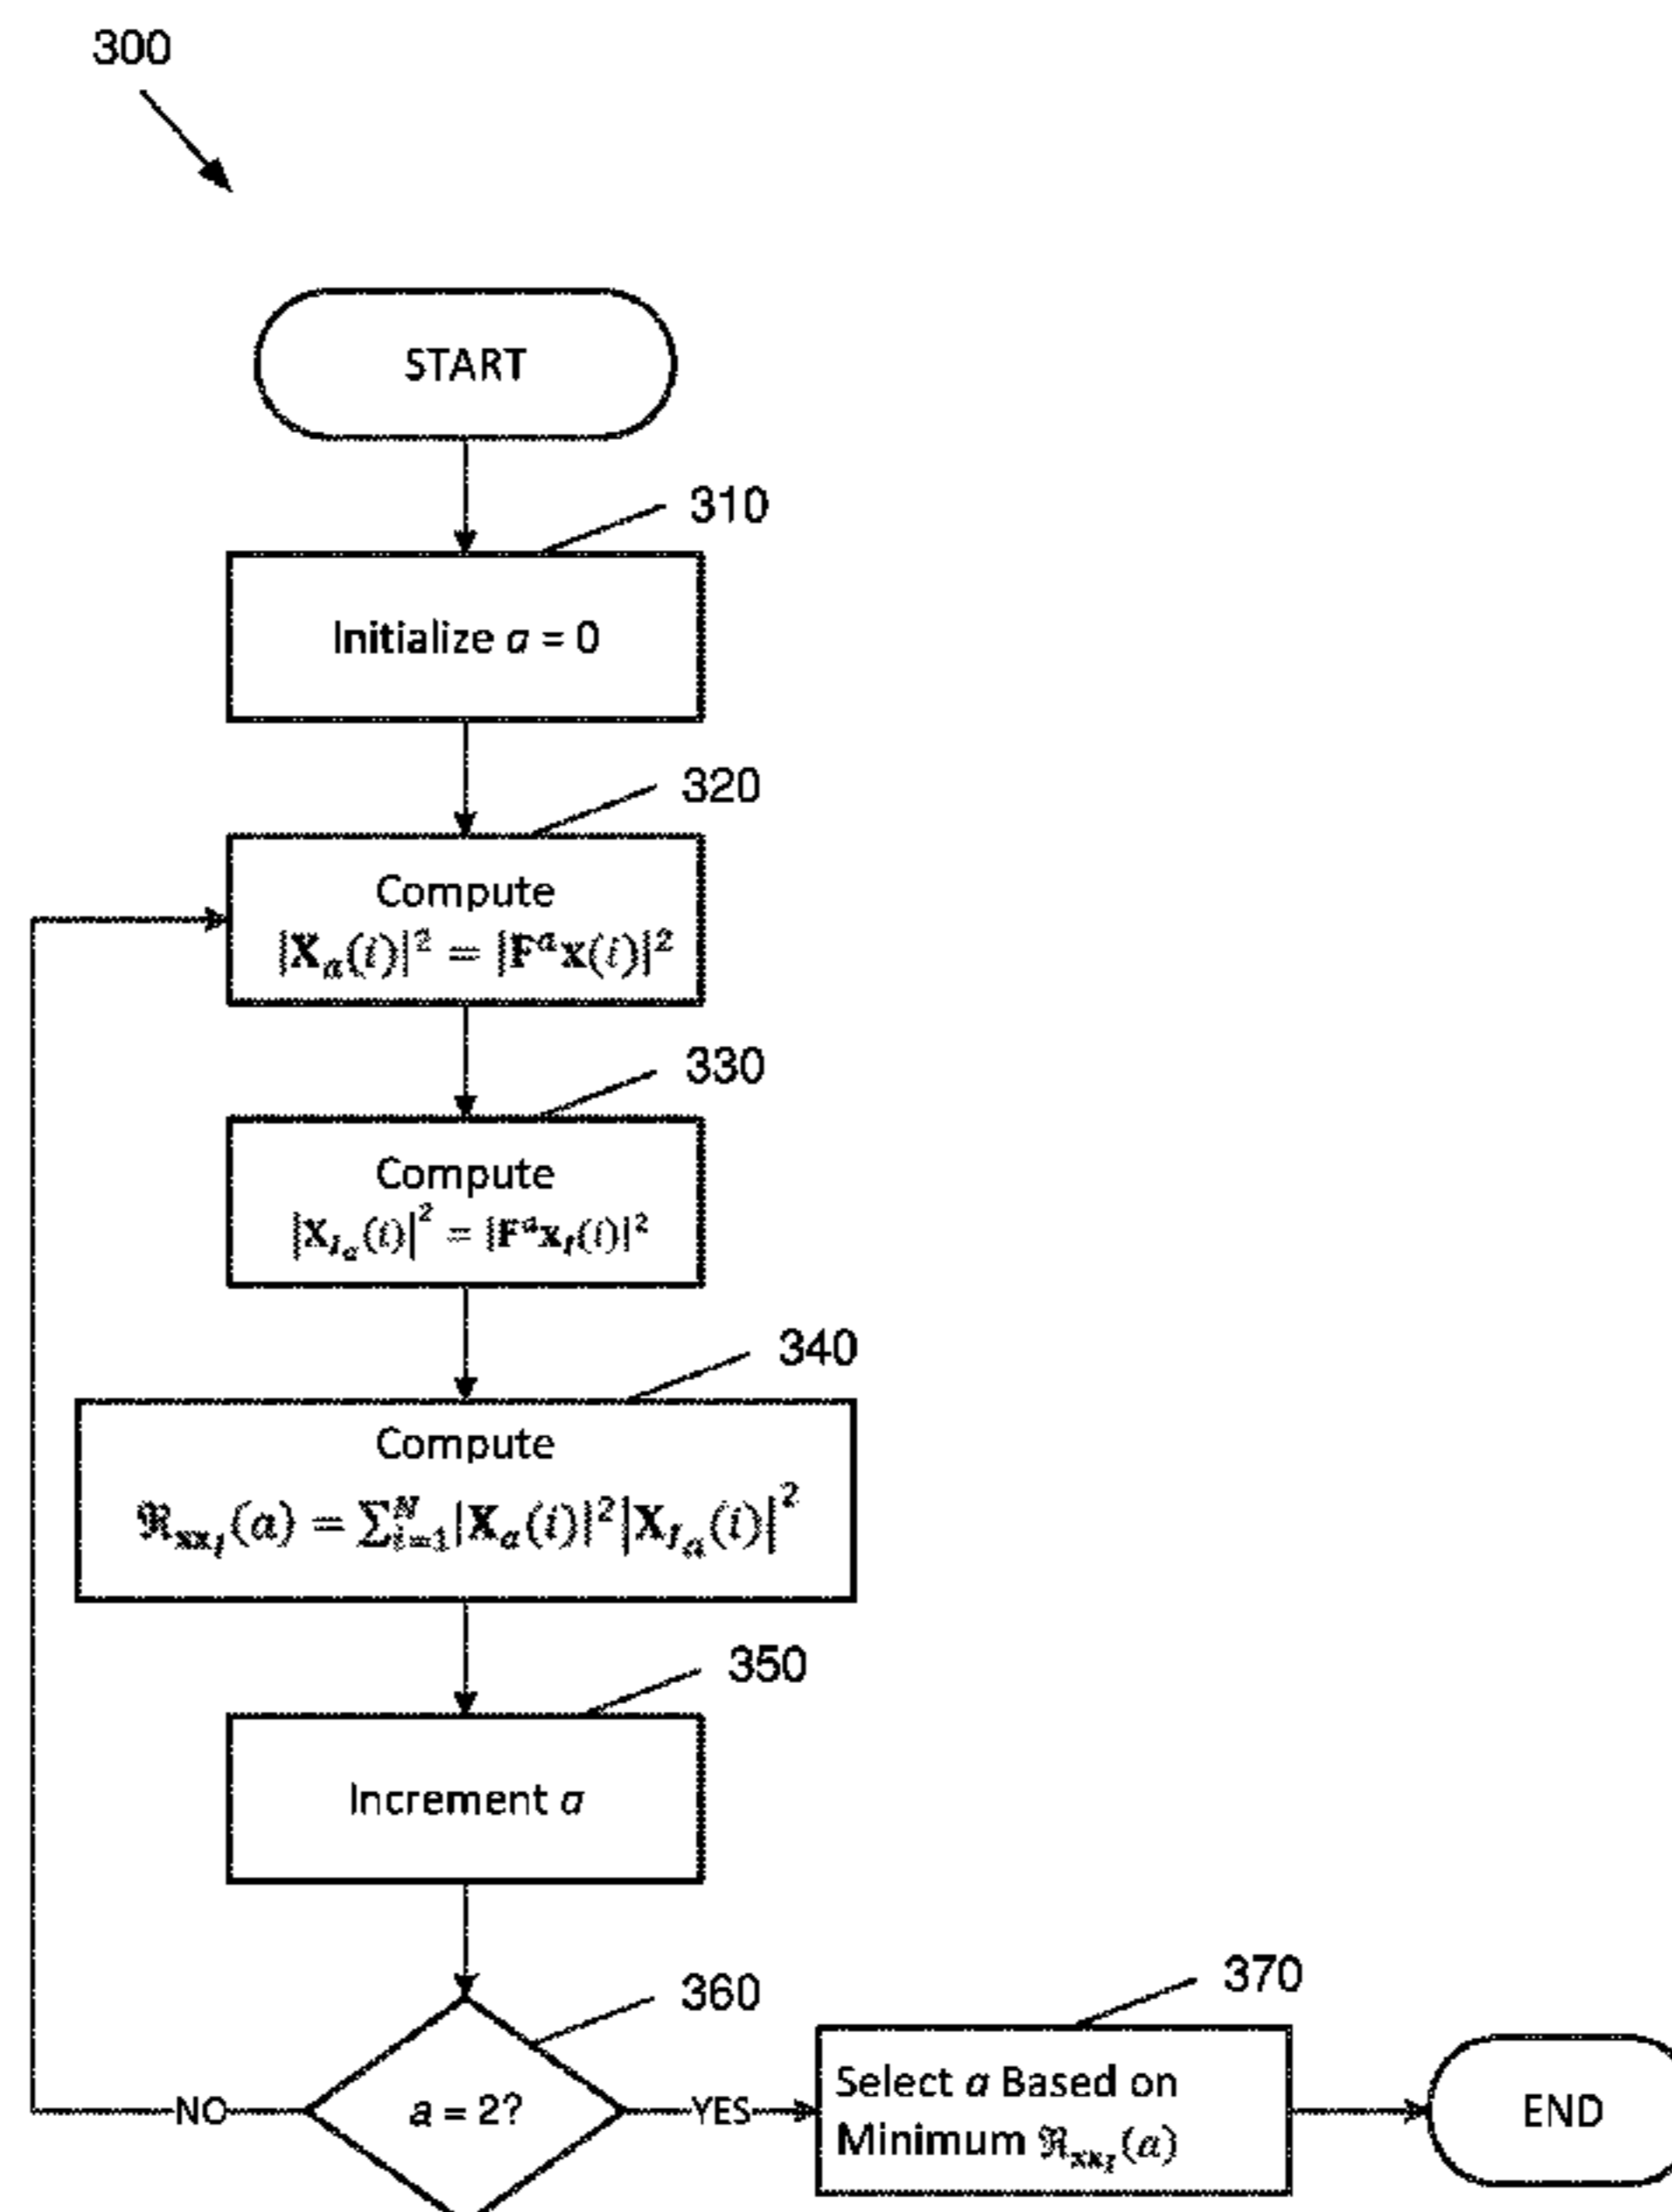 300
START
310
Initialize a = 0
320
Compute
|X_a(i)|² = |F^a x(i)|²
330
Compute
|X_{I_a}(i)|² = |F^a x_I(i)|²
340
Compute
ℜ_{xx_I}(a) = ∑_{i=1}^{N} |X_a(i)|² |X_{I_a}(i)|²
350
Increment a
360
370
a = 2?
NO
YES
Select a Based on
Minimum ℜ_{xx_I}(a)
END